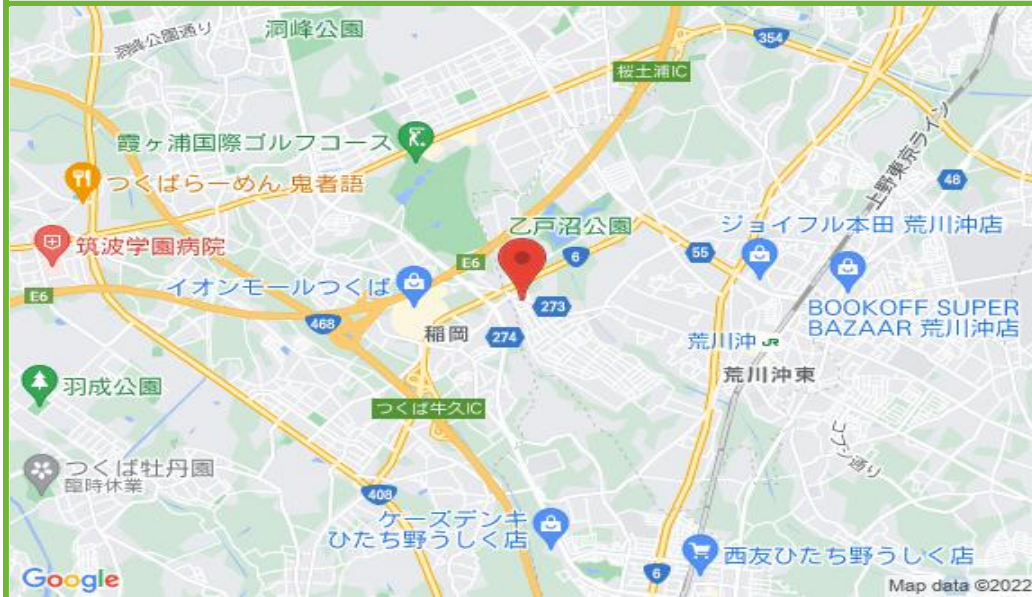 洞峰公園通り
洞峰公園
354
桜土浦IC
霞ヶ浦国際ゴルフコース
つくばらーめん 鬼者語
上野東京ライン
48
乙戸沼公園
ジョイフル本田 荒川沖店
筑波学園病院
6
55
E6
イオンモールつくば
E6
273
BOOKOFF SUPER
BAZAAR 荒川沖店
468
稲岡
274
荒川沖 JR
荒川沖東
羽成公園
つくば牛久IC
コブシ通り
つくば牡丹園
臨時休業
408
ケーズデンキ
ひたち野うしく店
西友ひたち野うしく店
6
Google
Map data ©2022